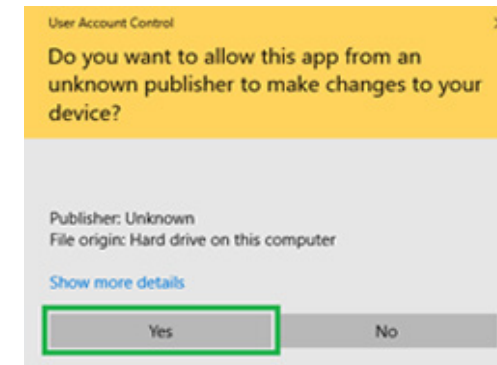 User Account Control
Do you want to allow this app from an
unknown publisher to make changes to your
device?
Publisher: Unknown
File origin: Hard drive on this computer
Show more details
Yes
No